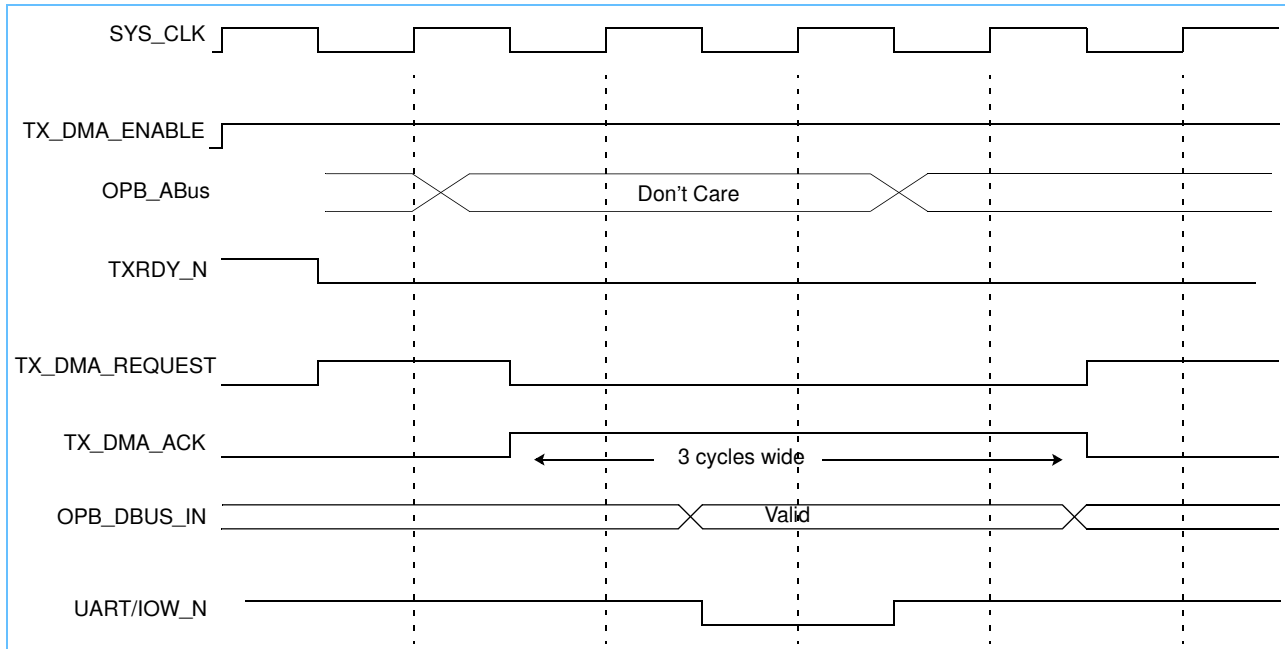 SYS_CLK
TX_DMA_ENABLE
OPB_ABus
Don't Care
TXRDY_N
TX_DMA_REQUEST
TX_DMA_ACK
3 cycles wide
OPB_DBUS_IN
Valid
UART/IOW_N